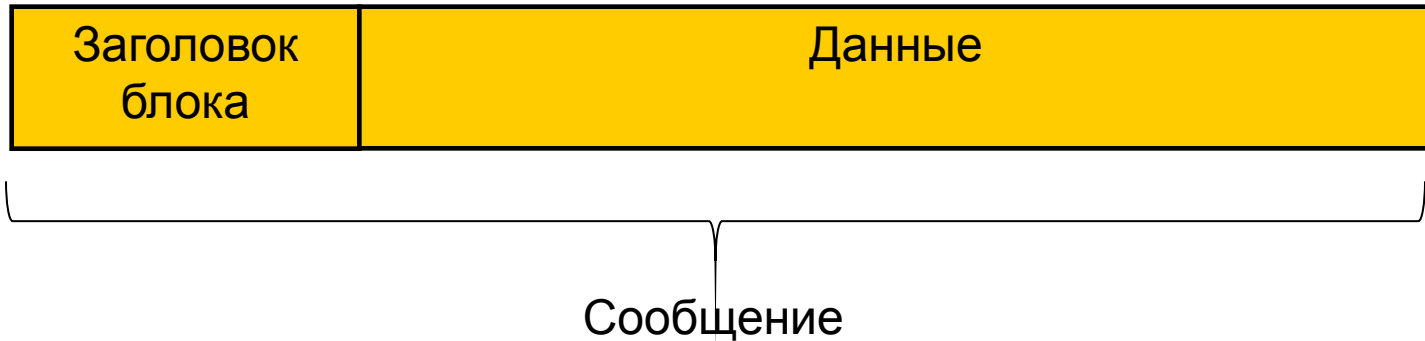 Заголовок
блока
Данные
Сообщение